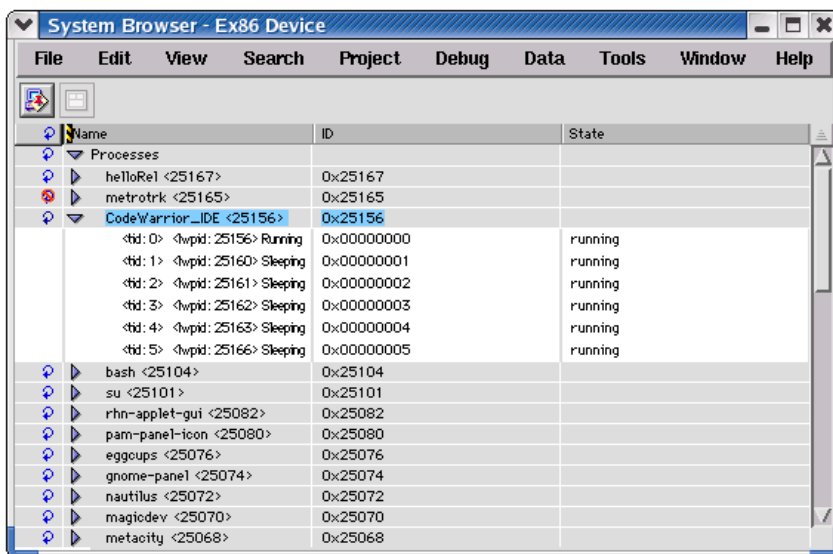 System Browser - Ex86 Device
File Edit View Search Project Debug Data Tools Window Help
Name ID State
Processes
helloRel <25167> 0x25167
metrotrk <25165> 0x25165
CodeWarrior_IDE <25156> 0x25156
<tid: 0> <lwpid: 25156> Running 0x00000000 running
<tid: 1> <lwpid: 25160> Sleeping 0x00000001 running
<tid: 2> <lwpid: 25161> Sleeping 0x00000002 running
<tid: 3> <lwpid: 25162> Sleeping 0x00000003 running
<tid: 4> <lwpid: 25163> Sleeping 0x00000004 running
<tid: 5> <lwpid: 25166> Sleeping 0x00000005 running
bash <25104> 0x25104
su <25101> 0x25101
rhn-applet-gui <25082> 0x25082
pam-panel-icon <25080> 0x25080
eggcups <25076> 0x25076
gnome-panel <25074> 0x25074
nautilus <25072> 0x25072
magicdev <25070> 0x25070
metacity <25068> 0x25068